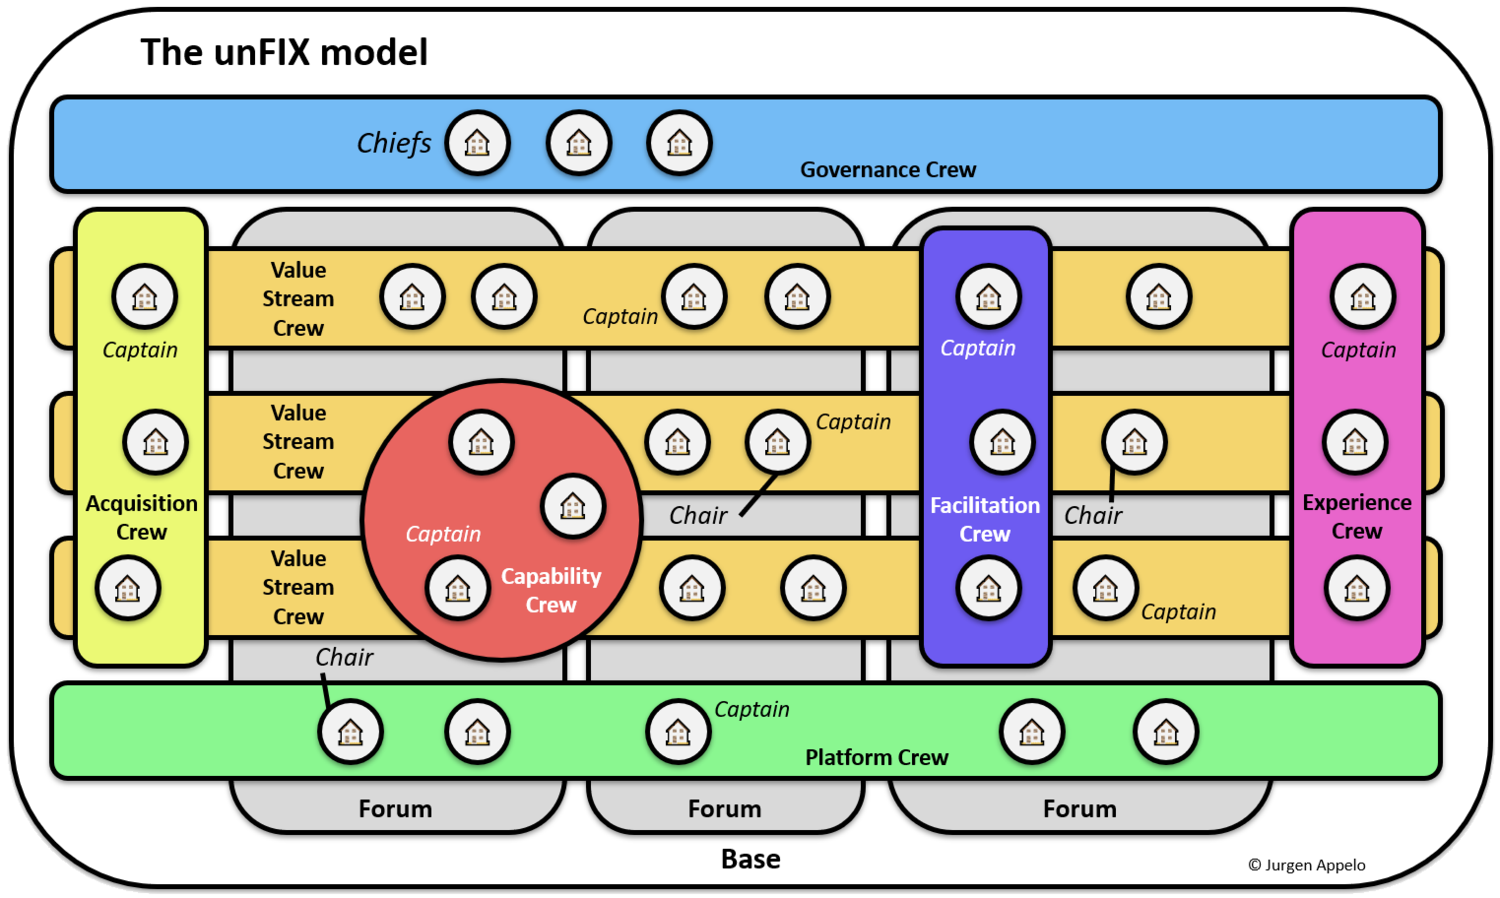 The unFIX model
Chiefs
Governance Crew
Value
Stream
Crew
Captain
Captain
Captain
Captain
Value
Stream
Crew
Captain
Acquisition
Crew
Chair
Facilitation
Crew
Chair
Experience
Crew
Captain
Capability
Crew
Value
Stream
Crew
Captain
Chair
Captain
Platform Crew
Forum
Forum
Forum
Base
© Jurgen Appelo